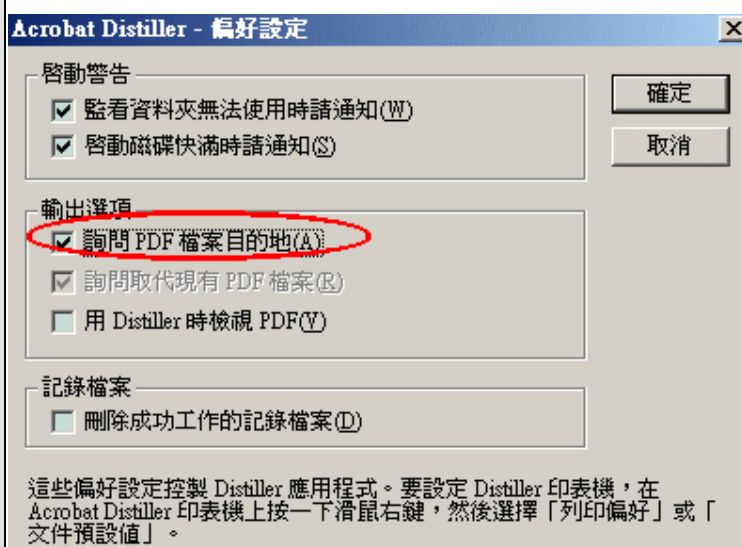 Acrobat Distiller - 偏好設定
啓動警告
監看資料夾無法使用時請通知(W)
啓動磁碟快滿時請通知(S)
確定
取消
輸出選項
詢問 PDF 檔案目的地(A)
詢問取代現有 PDF 檔案(R)
用 Distiller 時檢視 PDF(V)
記錄檔案
刪除成功工作的記錄檔案(D)
這些偏好設定控製 Distiller 應用程式。要設定 Distiller 印表機，在
Acrobat Distiller 印表機上按一下滑鼠右鍵，然後選擇「列印偏好」或「
文件預設值」。